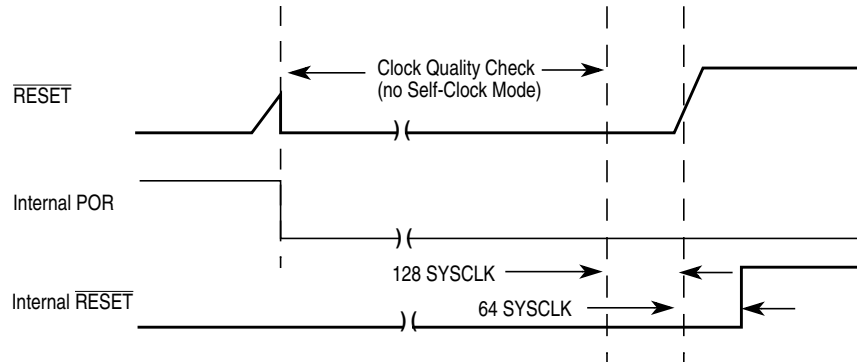 Clock Quality Check
(no Self-Clock Mode)
RESET
Internal POR
128 SYSCLK
Internal RESET
64 SYSCLK